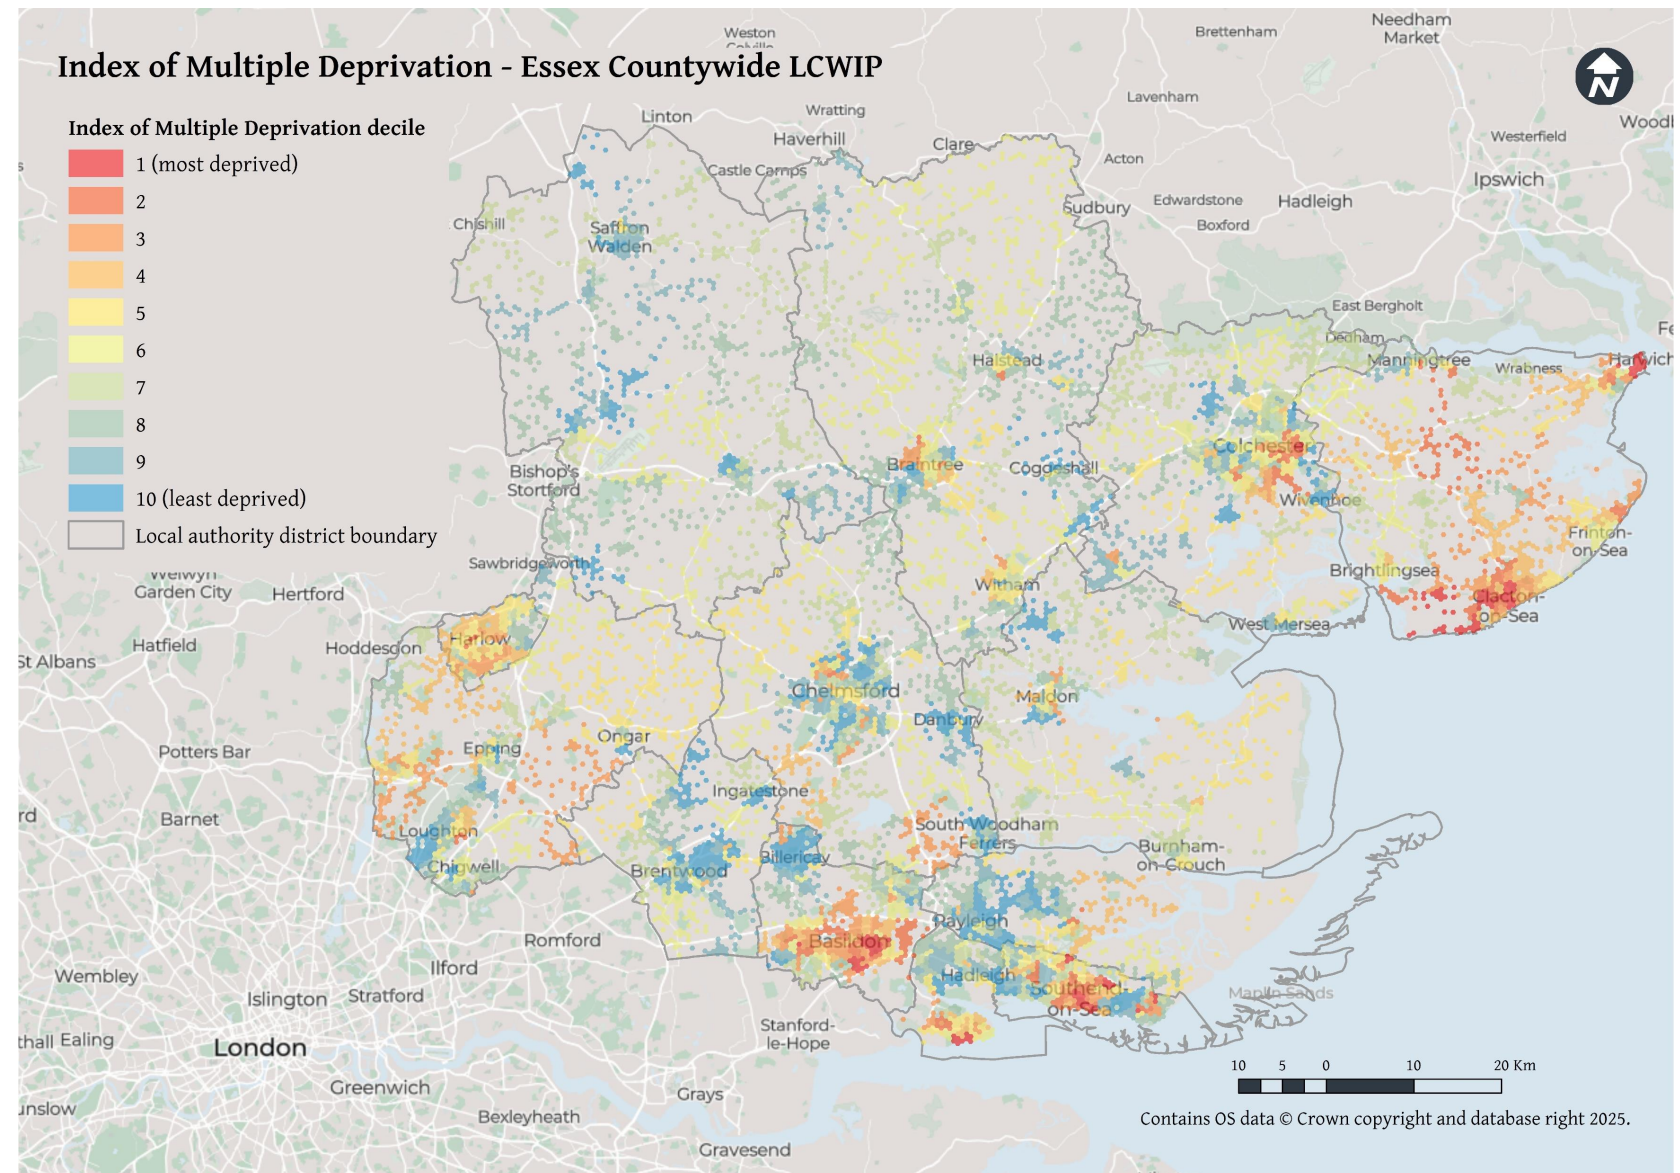 Index of Multiple Deprivation - Essex Countywide LCWIP
N
Index of Multiple Deprivation decile
1 (most deprived)
2
3
4
5
6
7
8
9
10 (least deprived)
Local authority district boundary
Weston
Colville
Brettenham
Needham
Market
Linton
Wratting
Lavenham
Haverhill
Clare
Acton
Westerfield
Castle Camps
Ipswich
Chishill
Saffron
Walden
Sudbury
Edwardstone
Hadleigh
Boxford
East Bergholt
Dedham
Halstead
Manningtree
Wrabness
Harwich
Colchester
Braintree
Coggeshall
Bishop's
Stortford
Wivenhoe
Frinton-
on-Sea
Sawbridgeworth
Welwyn
Garden City
Hertford
Witham
Brightlingsea
Clacton-
on-Sea
West Mersea
Harlow
Hatfield
Hoddesdon
St Albans
Chelmsford
Maldon
Danbury
Potters Bar
Epping
Ongar
Ingatestone
Barnet
Loughton
South Woodham
Ferrers
Chigwell
Brentwood
Billericay
Burnham-
on-Crouch
Rayleigh
Romford
Basildon
Wembley
Ilford
Hadleigh
Southend-
on-Sea
Maplin Sands
Islington
Stratford
Ealing
London
Stanford-
le-Hope
Greenwich
Grays
Bexleyheath
Gravesend
10 5 0 10 20 Km
Contains OS data © Crown copyright and database right 2025.